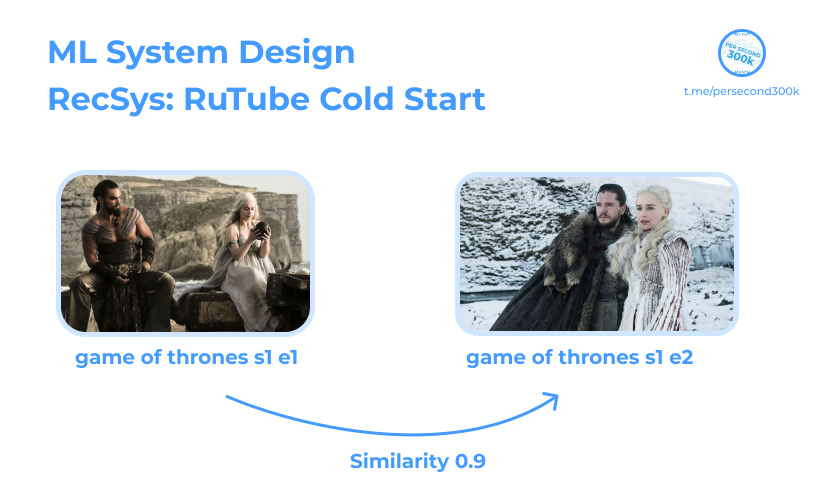 ML System Design
RecSys: RuTube Cold Start
PER SECOND
300k
t.me/persecond300k
game of thrones s1 e1
game of thrones s1 e2
Similarity 0.9